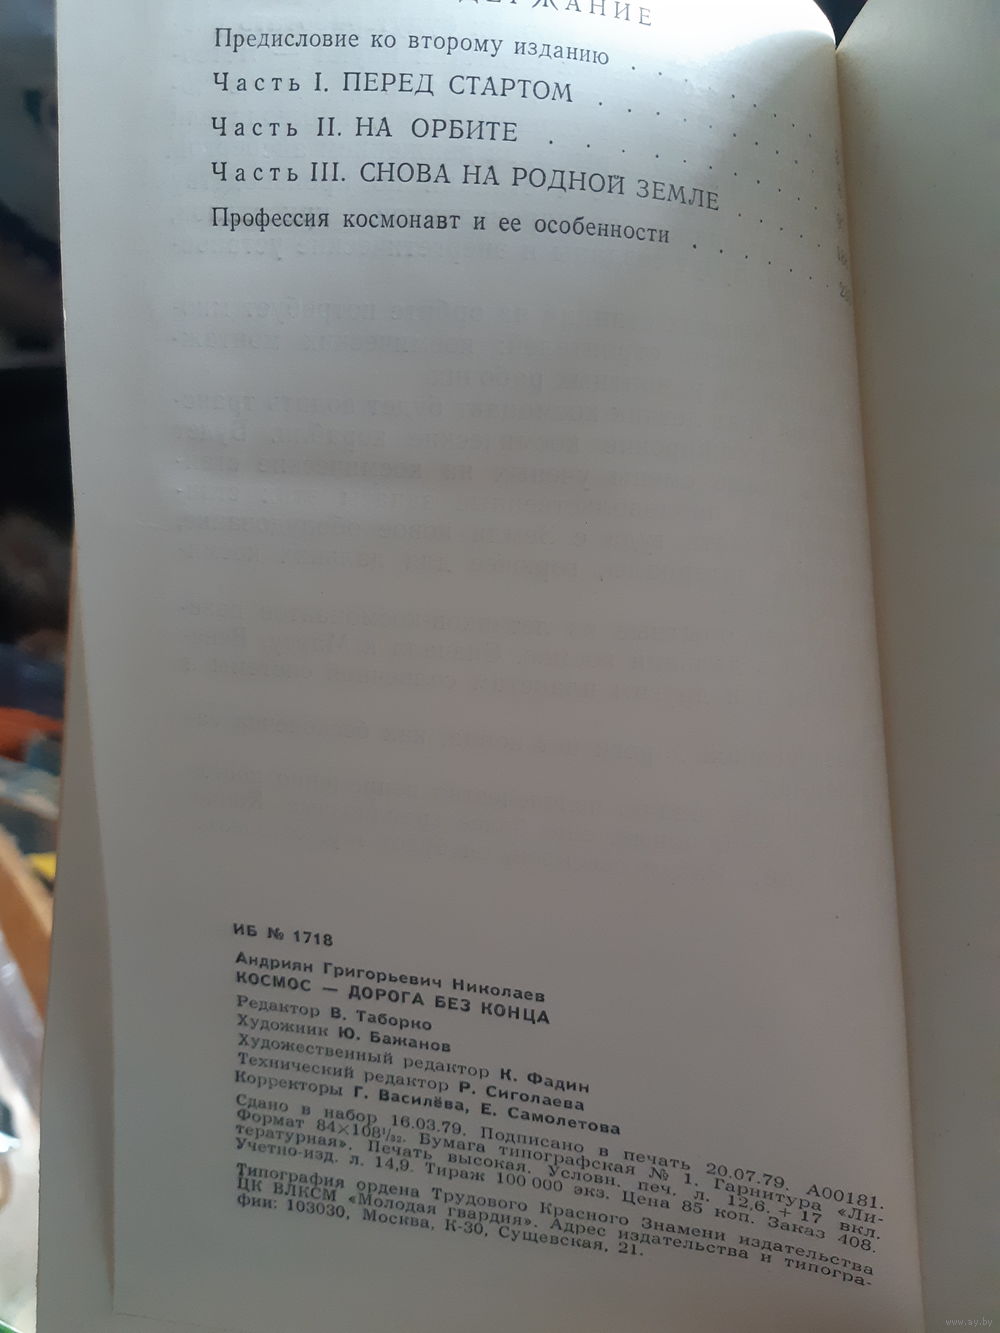 ДЕРЖАНИЕ
Предисловие ко второму изданию . . . . . .
Часть I. ПЕРЕД СТАРТОМ . . . . . . .
Часть II. НА ОРБИТЕ . . . . . . . .
Часть III. СНОВА НА РОДНОЙ ЗЕМЛЕ . . . . .
Профессия космонавт и ее особенности . . . . . .
ИБ № 1718
Андриян Григорьевич Николаев
КОСМОС — ДОРОГА БЕЗ КОНЦА
Редактор В. Таборко
Художник Ю. Бажанов
Художественный редактор К. Фадин
Технический редактор Р. Сиголаева
Корректоры Г. Василёва, Е. Самолетова
Сдано в набор 16.03.79. Подписано в печать 20.07.79. А00181.
Формат 84×108¹/₃₂. Бумага типографская № 1. Гарнитура «Ли-
тературная». Печать высокая. Условн. печ. л. 12,6. + 17 вкл.
Учетно-изд. л. 14,9. Тираж 100 000 экз. Цена 85 коп. Заказ 408.
Типография ордена Трудового Красного Знамени издательства
ЦК ВЛКСМ «Молодая гвардия». Адрес издательства и типогра-
фии: 103030, Москва, К-30, Сущевская, 21.
www.ay.by